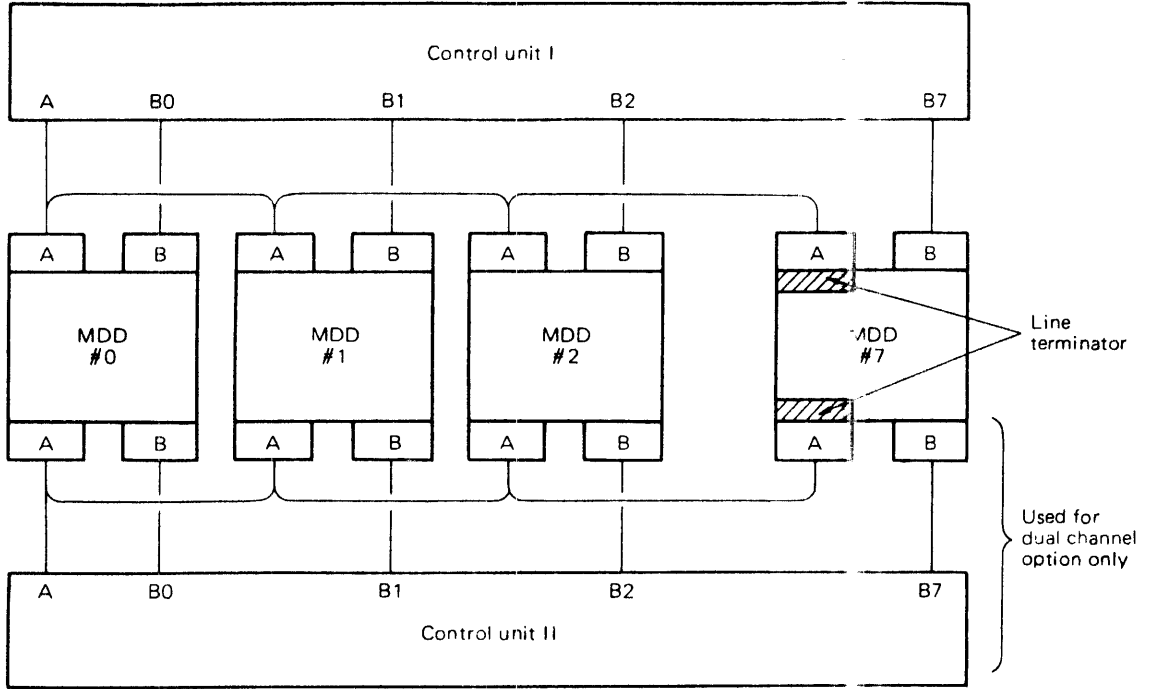 Control unit I
A B0 B1 B2 B7
A B A B A B A B
MDD
#0
MDD
#1
MDD
#2
MDD
#7
Line
terminator
A B A B A B A B
Used for
dual channel
option only
A B0 B1 B2 B7
Control unit II